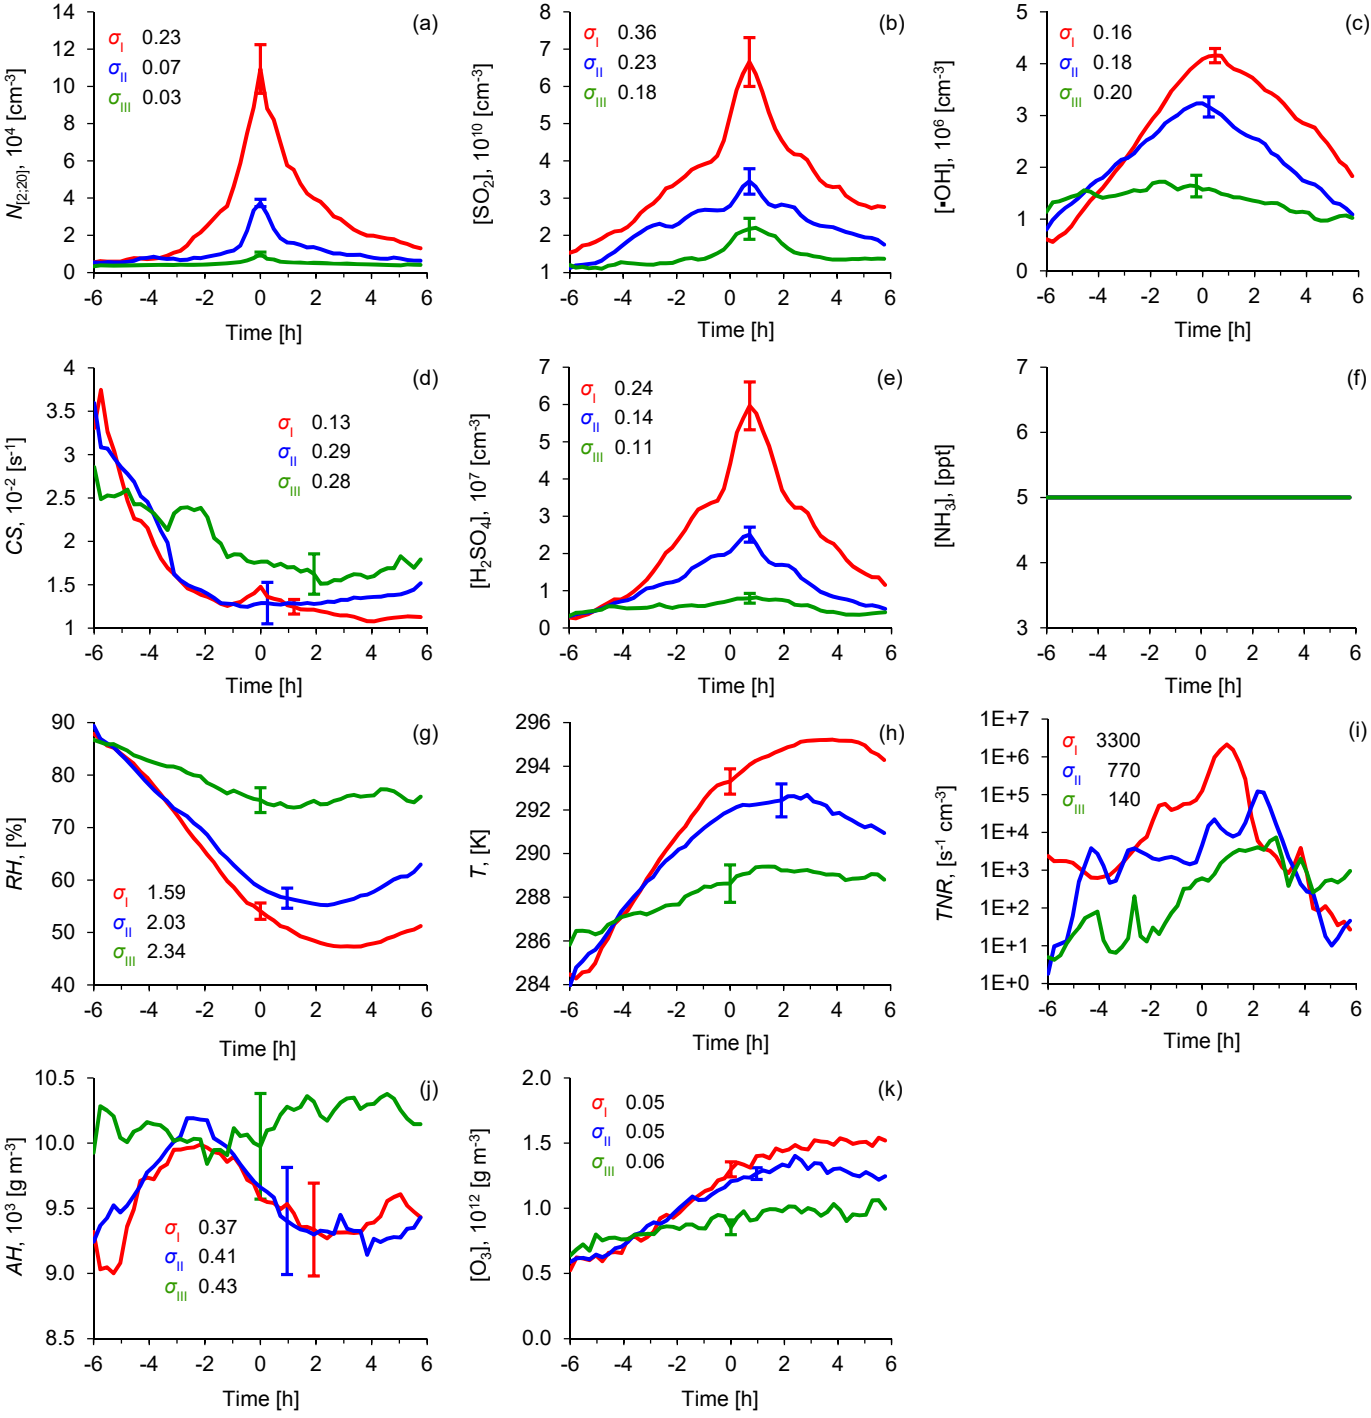 (a)
N[2;20], 10⁴ [cm⁻³]
14
12
10
8
6
4
2
0
σI 0.23
σII 0.07
σIII 0.03
-6 -4 -2 0 2 4 6
Time [h]
(b)
[SO₂], 10¹⁰ [cm⁻³]
8
7
6
5
4
3
2
1
σI 0.36
σII 0.23
σIII 0.18
-6 -4 -2 0 2 4 6
Time [h]
(c)
[▪OH], 10⁶ [cm⁻³]
5
4
3
2
1
0
σI 0.16
σII 0.18
σIII 0.20
-6 -4 -2 0 2 4 6
Time [h]
(d)
CS, 10⁻² [s⁻¹]
4
3.5
3
2.5
2
1.5
1
σI 0.13
σII 0.29
σIII 0.28
-6 -4 -2 0 2 4 6
Time [h]
(e)
[H₂SO₄], 10⁷ [cm⁻³]
7
6
5
4
3
2
1
0
σI 0.24
σII 0.14
σIII 0.11
-6 -4 -2 0 2 4 6
Time [h]
(f)
[NH₃], [ppt]
7
6
5
4
3
-6 -4 -2 0 2 4 6
Time [h]
(g)
RH, [%]
90
80
70
60
50
40
σI 1.59
σII 2.03
σIII 2.34
-6 -4 -2 0 2 4 6
Time [h]
(h)
T, [K]
296
294
292
290
288
286
284
-6 -4 -2 0 2 4 6
Time [h]
(i)
TNR, [s⁻¹ cm⁻³]
1E+7
1E+6
1E+5
1E+4
1E+3
1E+2
1E+1
1E+0
σI 3300
σII 770
σIII 140
-6 -4 -2 0 2 4 6
Time [h]
(j)
AH, 10³ [g m⁻³]
10.5
10.0
9.5
9.0
8.5
σI 0.37
σII 0.41
σIII 0.43
-6 -4 -2 0 2 4 6
Time [h]
(k)
[O₃], 10¹² [g m⁻³]
2.0
1.5
1.0
0.5
0.0
σI 0.05
σII 0.05
σIII 0.06
-6 -4 -2 0 2 4 6
Time [h]